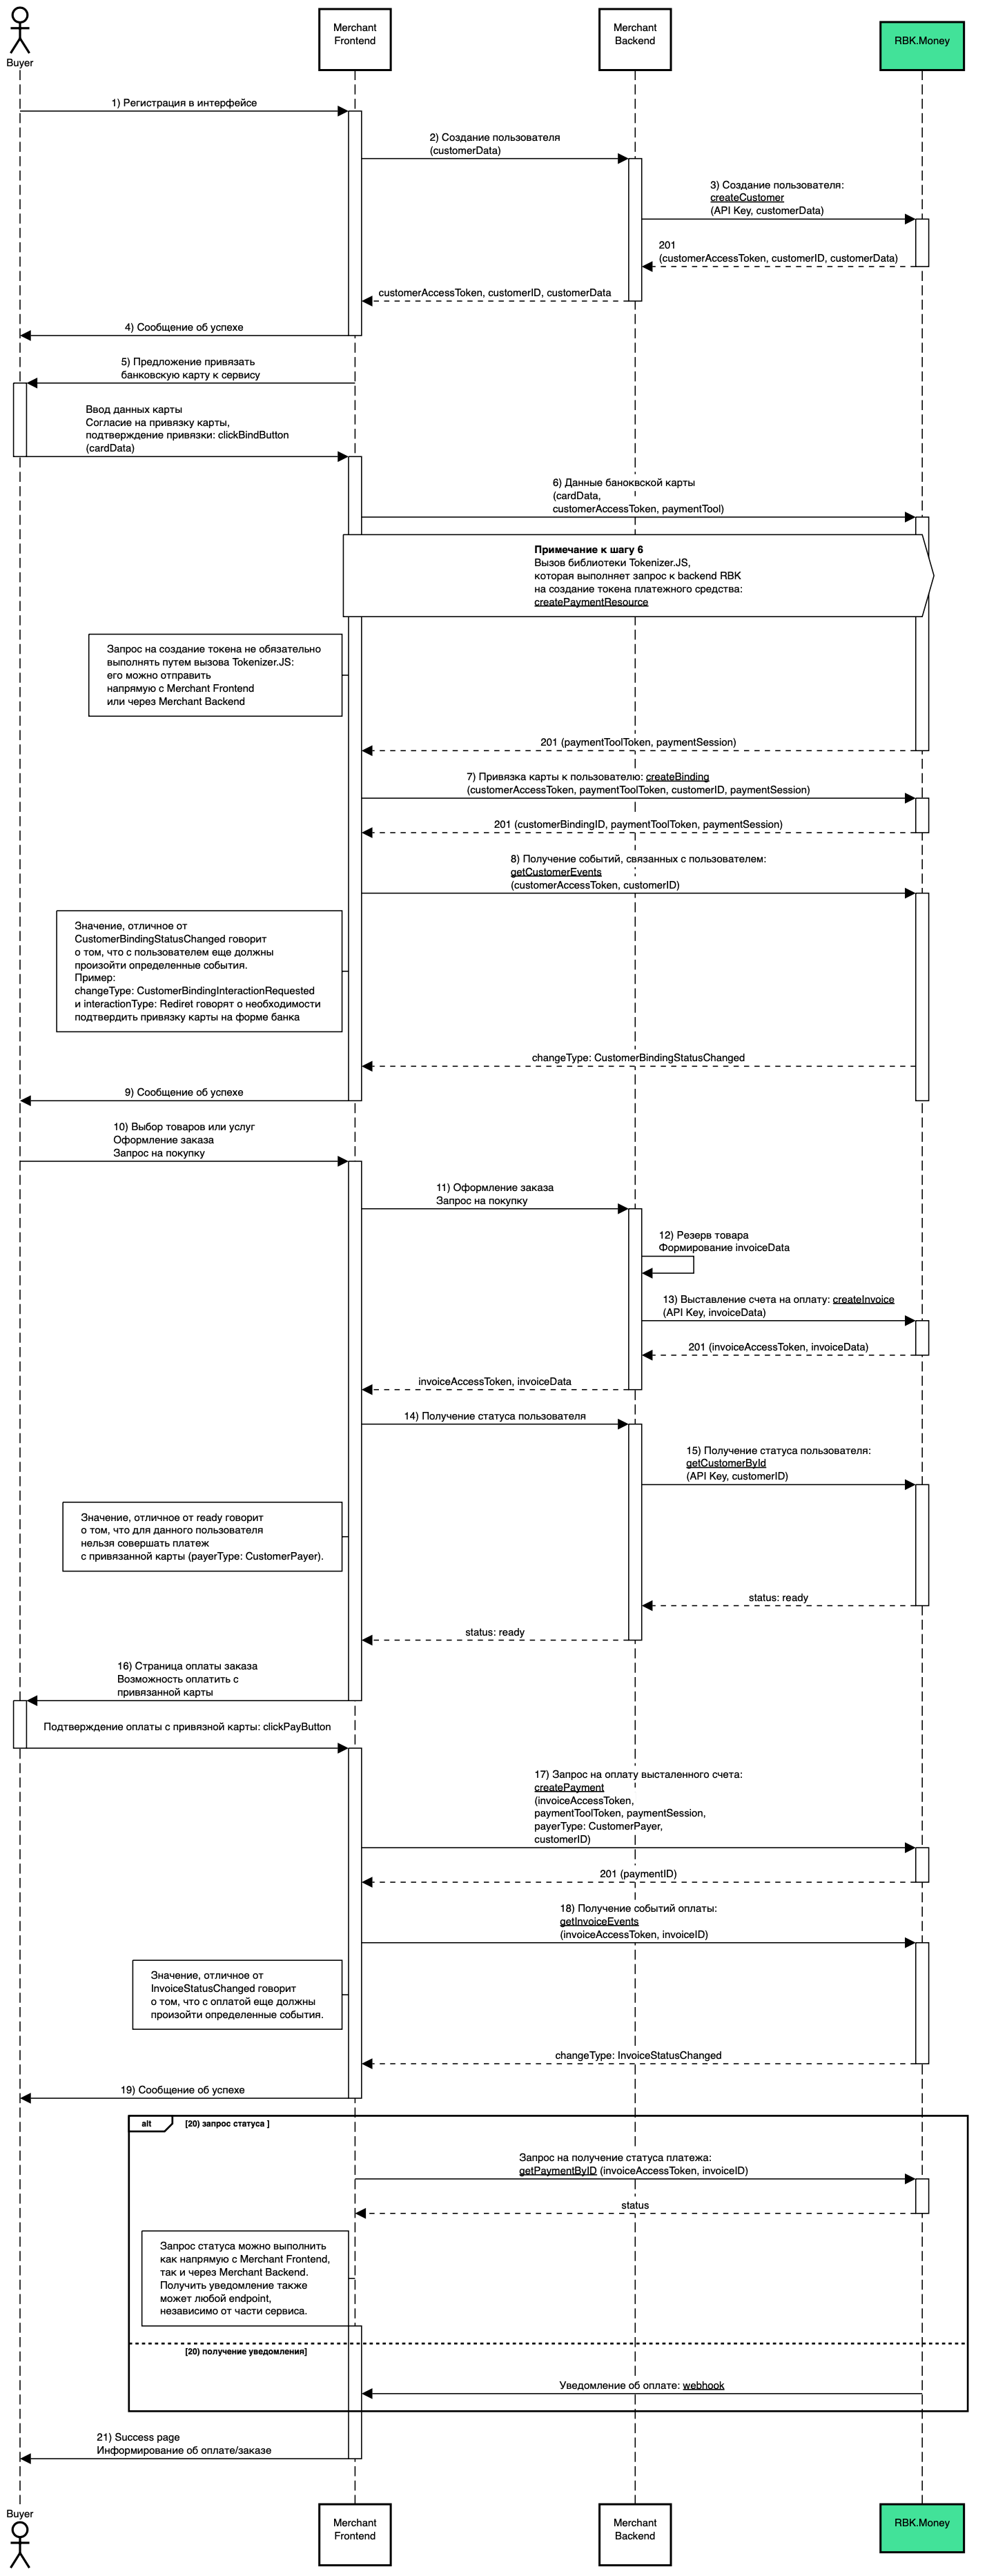 Merchant
Frontend
Merchant
Backend
RBK.Money
Buyer
1) Регистрация в интерфейсе
2) Создание пользователя
(customerData)
3) Создание пользователя:
createCustomer
(API Key, customerData)
201
(customerAccessToken, customerID, customerData)
customerAccessToken, customerID, customerData
4) Сообщение об успехе
5) Предложение привязать
банковскую карту к сервису
Ввод данных карты
Согласие на привязку карты,
подтверждение привязки: clickBindButton
(cardData)
6) Данные баноквской карты
(cardData,
customerAccessToken, paymentTool)
Примечание к шагу 6
Вызов библиотеки Tokenizer.JS,
которая выполняет запрос к backend RBK
на создание токена платежного средства:
createPaymentResource
Запрос на создание токена не обязательно
выполнять путем вызова Tokenizer.JS:
его можно отправить
напрямую с Merchant Frontend
или через Merchant Backend
201 (paymentToolToken, paymentSession)
7) Привязка карты к пользователю: createBinding
(customerAccessToken, paymentToolToken, customerID, paymentSession)
201 (customerBindingID, paymentToolToken, paymentSession)
8) Получение событий, связанных с пользователем:
getCustomerEvents
(customerAccessToken, customerID)
Значение, отличное от
CustomerBindingStatusChanged говорит
о том, что с пользователем еще должны
произойти определенные события.
Пример:
changeType: CustomerBindingInteractionRequested
и interactionType: Rediret говорят о необходимости
подтвердить привязку карты на форме банка
changeType: CustomerBindingStatusChanged
9) Сообщение об успехе
10) Выбор товаров или услуг
Оформление заказа
Запрос на покупку
11) Оформление заказа
Запрос на покупку
12) Резерв товара
Формирование invoiceData
13) Выставление счета на оплату: createInvoice
(API Key, invoiceData)
201 (invoiceAccessToken, invoiceData)
invoiceAccessToken, invoiceData
14) Получение статуса пользователя
15) Получение статуса пользователя:
getCustomerById
(API Key, customerID)
Значение, отличное от ready говорит
о том, что для данного пользователя
нельзя совершать платеж
с привязанной карты (payerType: CustomerPayer).
status: ready
status: ready
16) Страница оплаты заказа
Возможность оплатить с
привязанной карты
Подтверждение оплаты с привязной карты: clickPayButton
17) Запрос на оплату высталенного счета:
createPayment
(invoiceAccessToken,
paymentToolToken, paymentSession,
payerType: CustomerPayer,
customerID)
201 (paymentID)
18) Получение событий оплаты:
getInvoiceEvents
(invoiceAccessToken, invoiceID)
Значение, отличное от
InvoiceStatusChanged говорит
о том, что с оплатой еще должны
произойти определенные события.
changeType: InvoiceStatusChanged
19) Сообщение об успехе
alt [20) запрос статуса ]
Запрос на получение статуса платежа:
getPaymentByID (invoiceAccessToken, invoiceID)
status
Запрос статуса можно выполнить
как напрямую с Merchant Frontend,
так и через Merchant Backend.
Получить уведомление также
может любой endpoint,
независимо от части сервиса.
[20) получение уведомления]
Уведомление об оплате: webhook
21) Success page
Информирование об оплате/заказе
Buyer
Merchant
Frontend
Merchant
Backend
RBK.Money